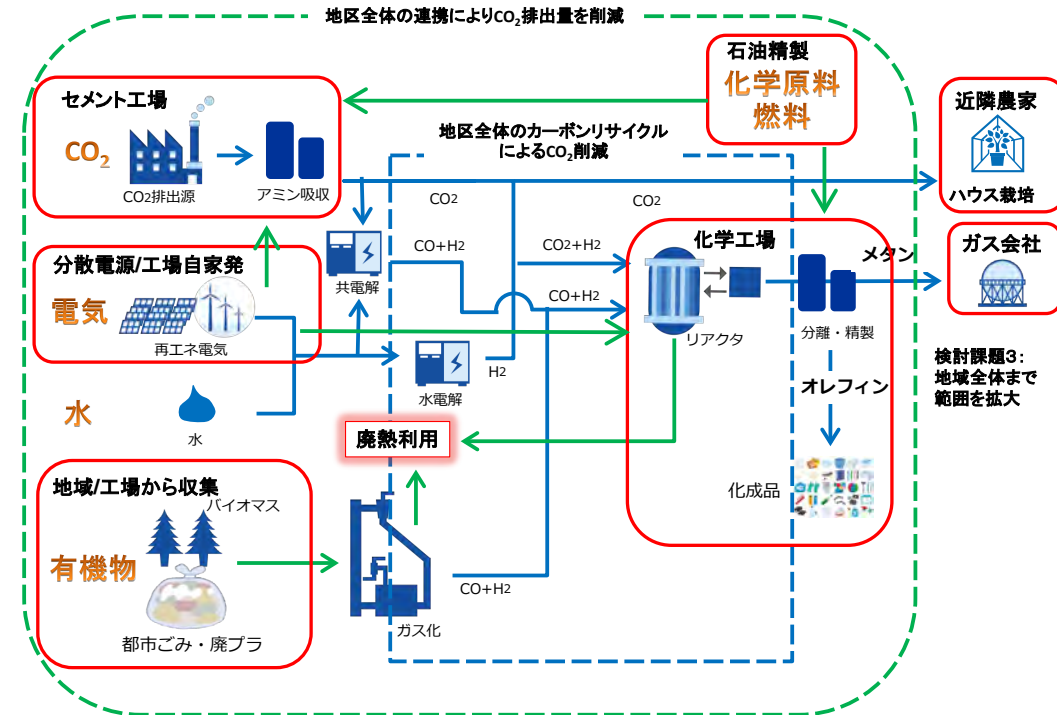 地区全体の連携によりCO₂排出量を削減
石油精製
化学原料
燃料
セメント工場
CO₂
CO2排出源
アミン吸収
近隣農家
ハウス栽培
地区全体のカーボンリサイクル
によるCO₂削減
CO2
CO2
分散電源/工場自家発
電気
再エネ電気
共電解
CO+H2
CO2+H2
CO+H2
化学工場
リアクタ
分離・精製
メタン
ガス会社
水
水
水電解
H2
オレフィン
化成品
検討課題3:
地域全体まで
範囲を拡大
廃熱利用
地域/工場から収集
バイオマス
有機物
都市ごみ・廃プラ
ガス化
CO+H2